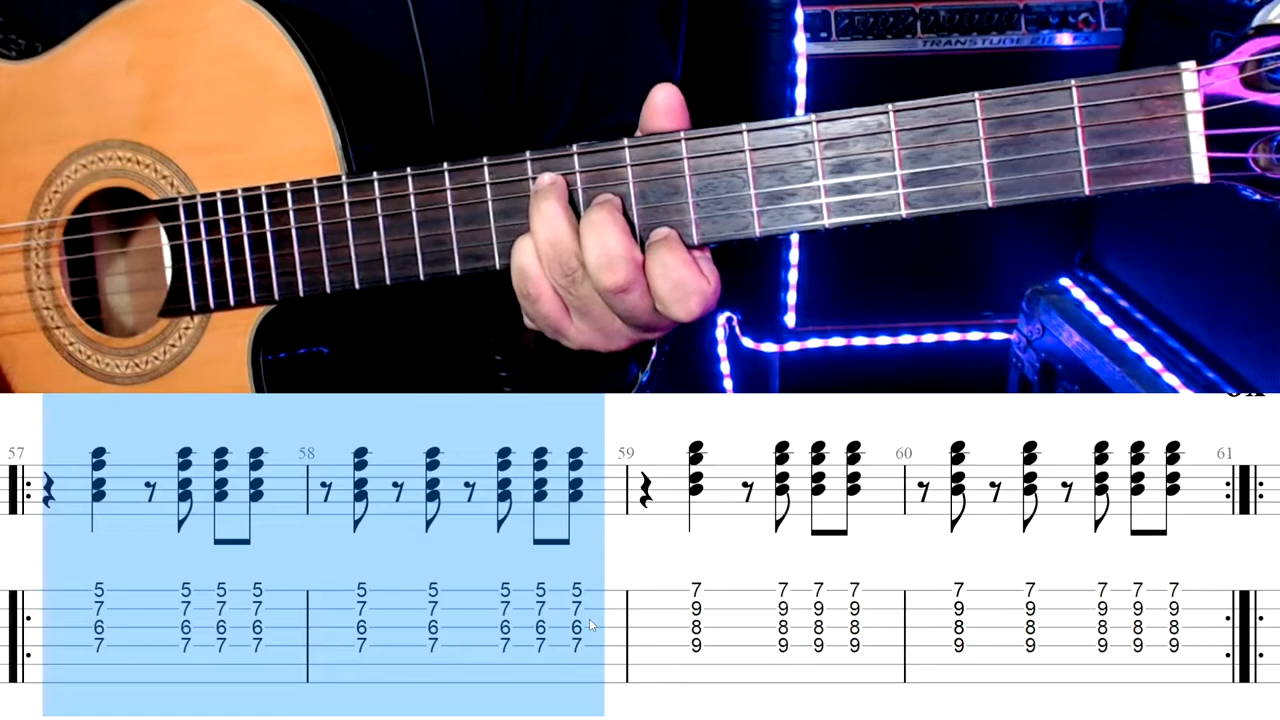 57 58 59 60 61
5 5 5 5 5 5 5 5 5 7 7 7 7 7 7 7 7 7
7 7 7 7 7 7 7 7 7 9 9 9 9 9 9 9 9 9
6 6 6 6 6 6 6 6 6 8 8 8 8 8 8 8 8 8
7 7 7 7 7 7 7 7 7 9 9 9 9 9 9 9 9 9